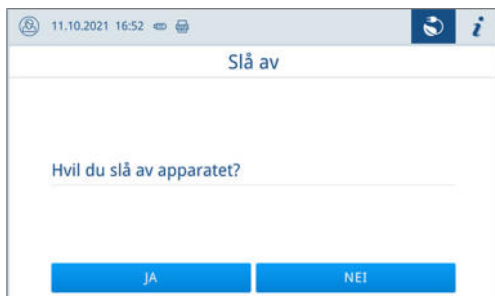 11.10.2021 16:52
i
Slå av
Hvil du slå av apparatet?
JA NEI